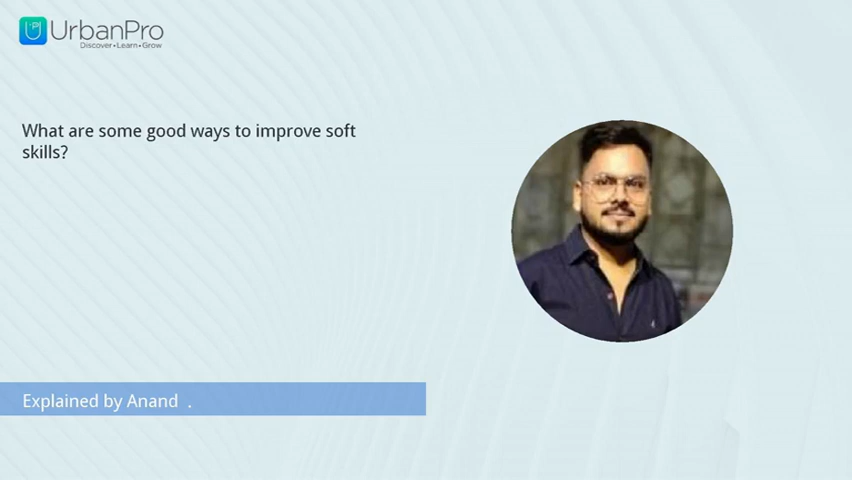 UrbanPro
Discover•Learn•Grow
What are some good ways to improve soft
skills?
Explained by Anand .